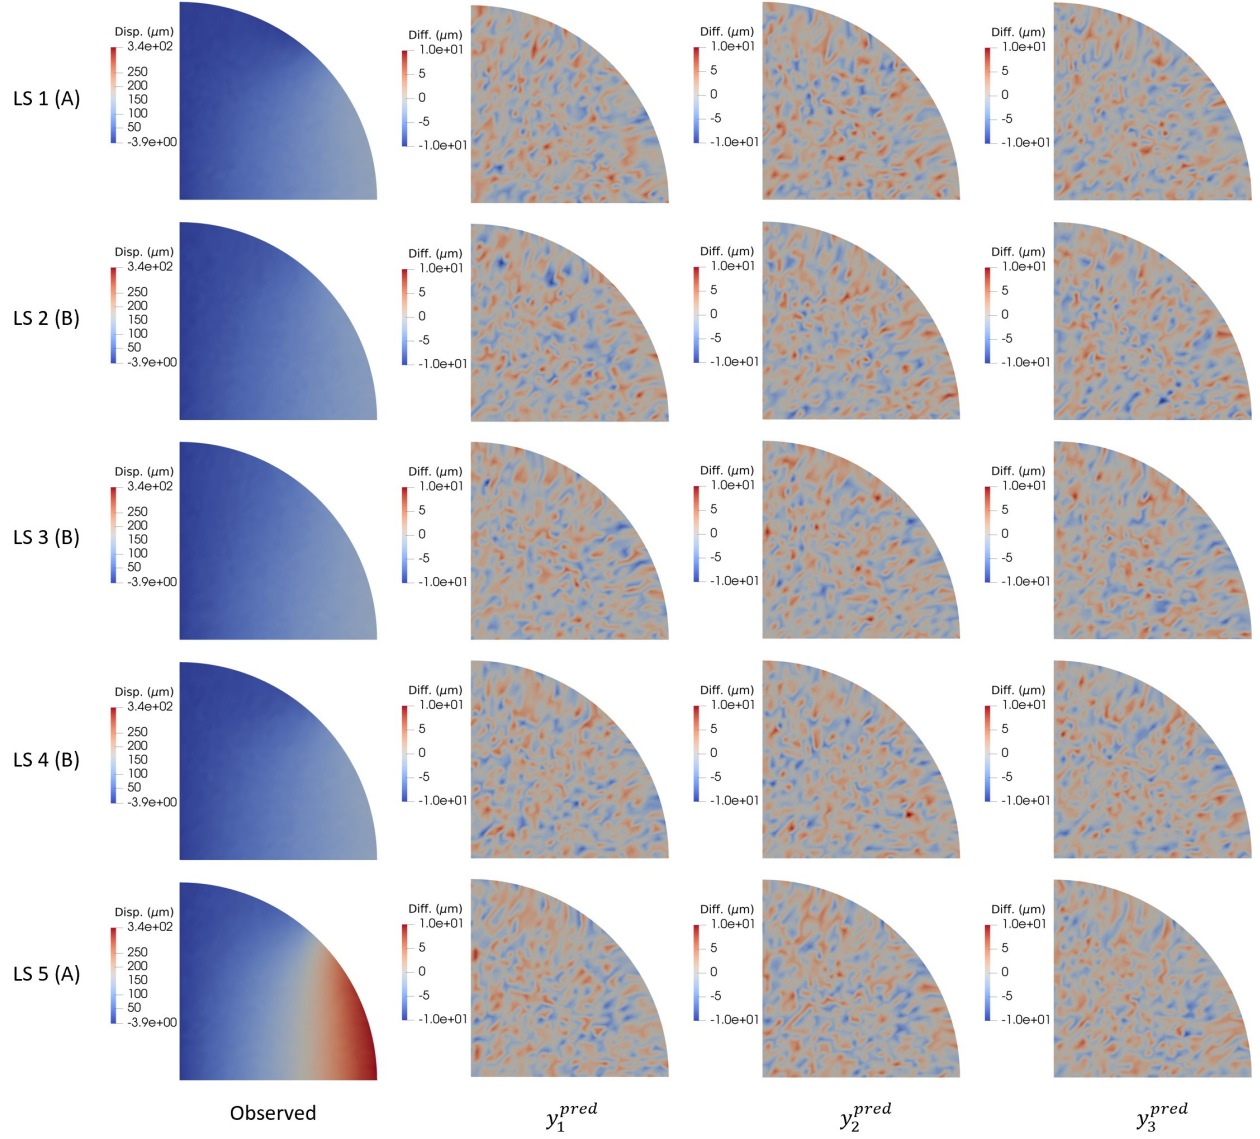 Disp. (μm)
3.4e+02
250
200
150
100
50
-3.9e+00
Diff. (μm)
1.0e+01
5
0
-5
-1.0e+01
Diff. (μm)
1.0e+01
5
0
-5
-1.0e+01
Diff. (μm)
1.0e+01
5
0
-5
-1.0e+01
LS 1 (A)
Disp. (μm)
3.4e+02
250
200
150
100
50
-3.9e+00
Diff. (μm)
1.0e+01
5
0
-5
-1.0e+01
Diff. (μm)
1.0e+01
5
0
-5
-1.0e+01
Diff. (μm)
1.0e+01
5
0
-5
-1.0e+01
LS 2 (B)
Disp. (μm)
3.4e+02
250
200
150
100
50
-3.9e+00
Diff. (μm)
1.0e+01
5
0
-5
-1.0e+01
Diff. (μm)
1.0e+01
5
0
-5
-1.0e+01
Diff. (μm)
1.0e+01
5
0
-5
-1.0e+01
LS 3 (B)
Disp. (μm)
3.4e+02
250
200
150
100
50
-3.9e+00
Diff. (μm)
1.0e+01
5
0
-5
-1.0e+01
Diff. (μm)
1.0e+01
5
0
-5
-1.0e+01
Diff. (μm)
1.0e+01
5
0
-5
-1.0e+01
LS 4 (B)
Disp. (μm)
3.4e+02
250
200
150
100
50
-3.9e+00
Diff. (μm)
1.0e+01
5
0
-5
-1.0e+01
Diff. (μm)
1.0e+01
5
0
-5
-1.0e+01
Diff. (μm)
1.0e+01
5
0
-5
-1.0e+01
LS 5 (A)
Observed
y_1^{pred}
y_2^{pred}
y_3^{pred}